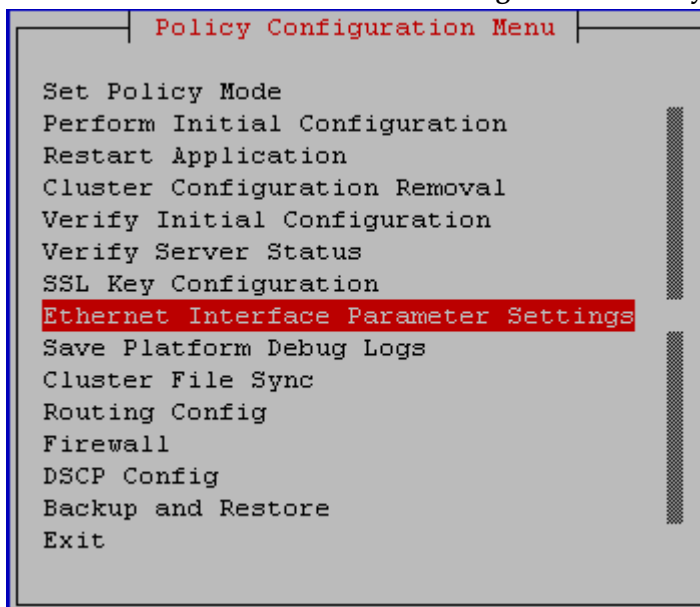 Policy Configuration Menu
Set Policy Mode
Perform Initial Configuration
Restart Application
Cluster Configuration Removal
Verify Initial Configuration
Verify Server Status
SSL Key Configuration
Ethernet Interface Parameter Settings
Save Platform Debug Logs
Cluster File Sync
Routing Config
Firewall
DSCP Config
Backup and Restore
Exit